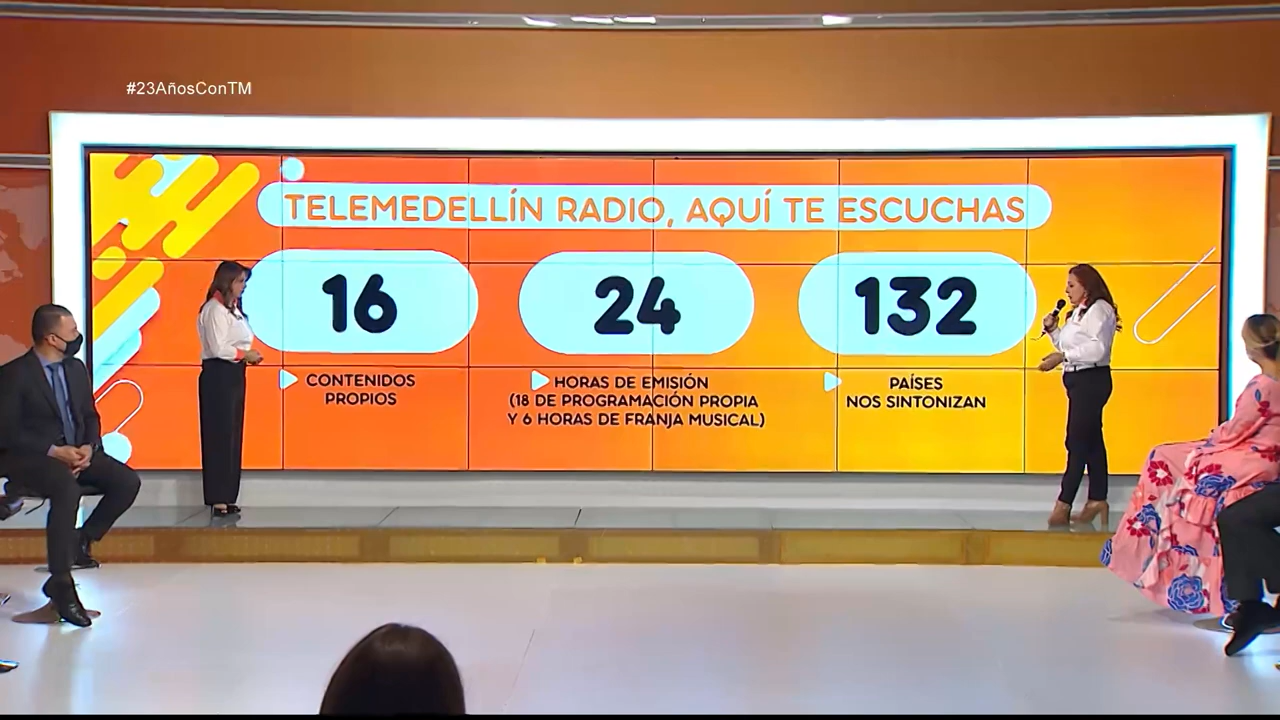 #23AñosConTM
TELEMEDELLÍN RADIO, AQUÍ TE ESCUCHAS
16
24
132
CONTENIDOS
PROPIOS
HORAS DE EMISIÓN
(18 DE PROGRAMACIÓN PROPIA
Y 6 HORAS DE FRANJA MUSICAL)
PAÍSES
NOS SINTONIZAN